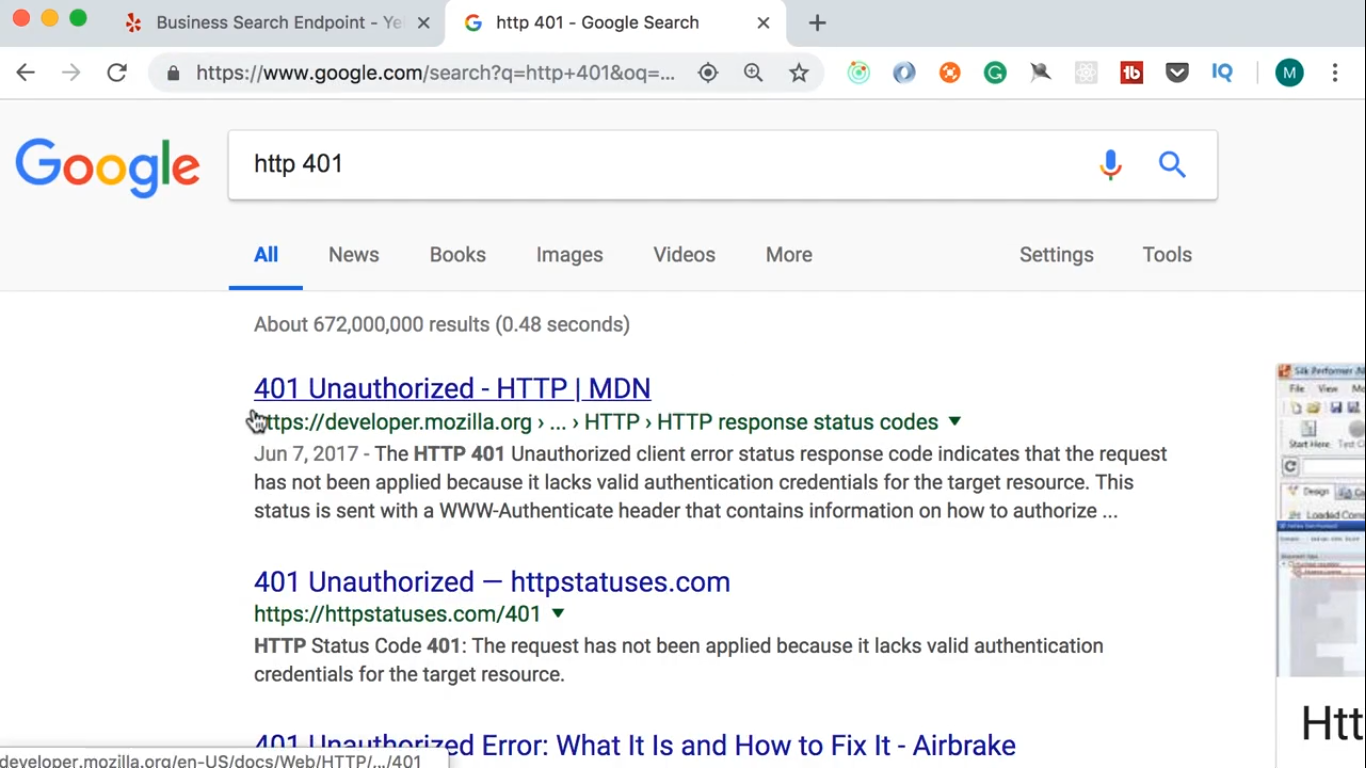 Business Search Endpoint - Ye
http 401 - Google Search
https://www.google.com/search?q=http+401&oq=...
IQ
M
Google
http 401
All News Books Images Videos More Settings Tools
About 672,000,000 results (0.48 seconds)
401 Unauthorized - HTTP | MDN
https://developer.mozilla.org › ... › HTTP › HTTP response status codes
Jun 7, 2017 - The HTTP 401 Unauthorized client error status response code indicates that the request
has not been applied because it lacks valid authentication credentials for the target resource. This
status is sent with a WWW-Authenticate header that contains information on how to authorize ...
401 Unauthorized — httpstatuses.com
https://httpstatuses.com/401
HTTP Status Code 401: The request has not been applied because it lacks valid authentication
credentials for the target resource.
401 Unauthorized Error: What It Is and How to Fix It - Airbrake
developer.mozilla.org/en-US/docs/Web/HTTP/.../401
Silk Performer
File View
Start Here
Design
Htt